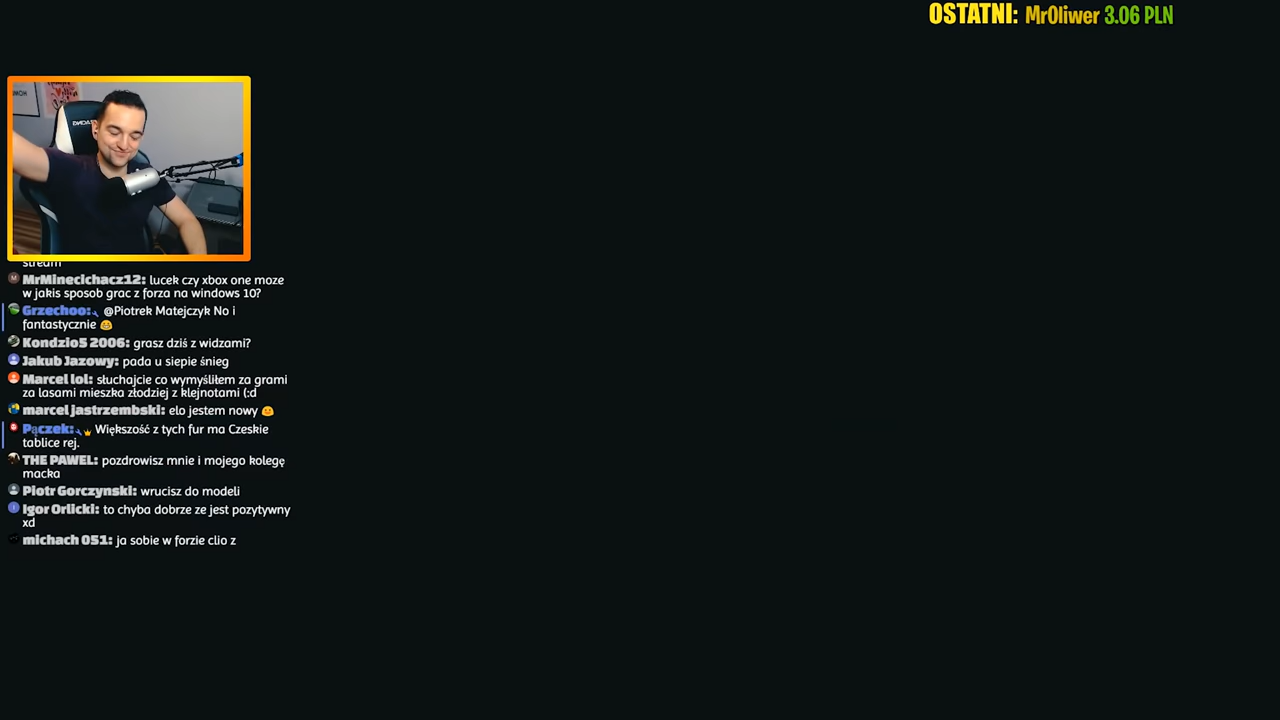 OSTATNI: MrOliwer 3.06 PLN
stream
MrMinecichacz12: lucek czy xbox one moze
w jakis sposob grac z forza na windows 10?
Grzechoo: @Piotrek Matejczyk No i
fantastycznie
Kondzio5 2006: grasz dziś z widzami?
Jakub Jazowy: pada u siepie śnieg
Marcel lol: słuchajcie co wymyśliłem za grami
za lasami mieszka złodziej z klejnotami (:d
marcel jastrzembski: elo jestem nowy
Pączek: Większość z tych fur ma Czeskie
tablice rej.
THE PAWEL: pozdrowisz mnie i mojego kolegę
macka
Piotr Gorczynski: wrucisz do modeli
Igor Orlicki: to chyba dobrze ze jest pozytywny
xd
michach 051: ja sobie w forzie clio z